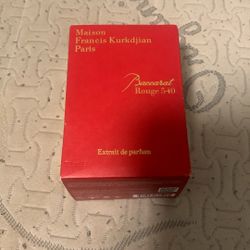 Maison
Francis Kurkdjian
Paris
Baccarat
Rouge 540
Extrait de parfum